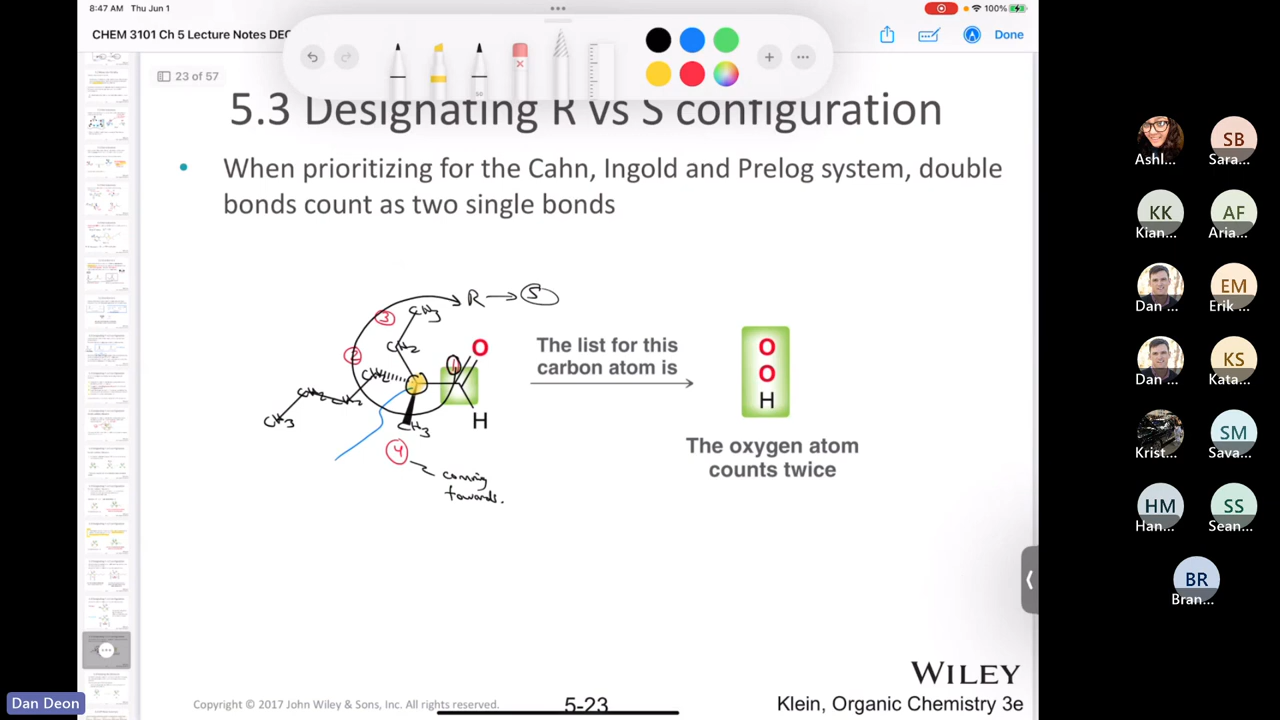 8:47 AM Thu Jun 1
100%
CHEM 3101 Ch 5 Lecture Notes DEC
Done
23 of 57
5.3 Designating R vs S configuration
When prioritizing for the Cahn, Ingold and Prelog system, double
bonds count as two single bonds
R → S
3
CH3
CH2
O
CH3
CH2
CH2
H
CH3
4
coming
towards.
The list for this
carbon atom is
O
O
H
The oxygen atom
counts twice
Ashl...
SB
Sara...
KK
Kian...
AF
Aria...
Dan ...
EM
Erik ...
Dan ...
KS
Kata...
Krist...
SM
Sava...
HM
Han...
SS
Sean...
BR
Bran...
Dan Deon
Copyright © 2017 John Wiley & Sons, Inc. All rights reserved.
5-23
WILEY
Klein, Organic Chemistry 3e